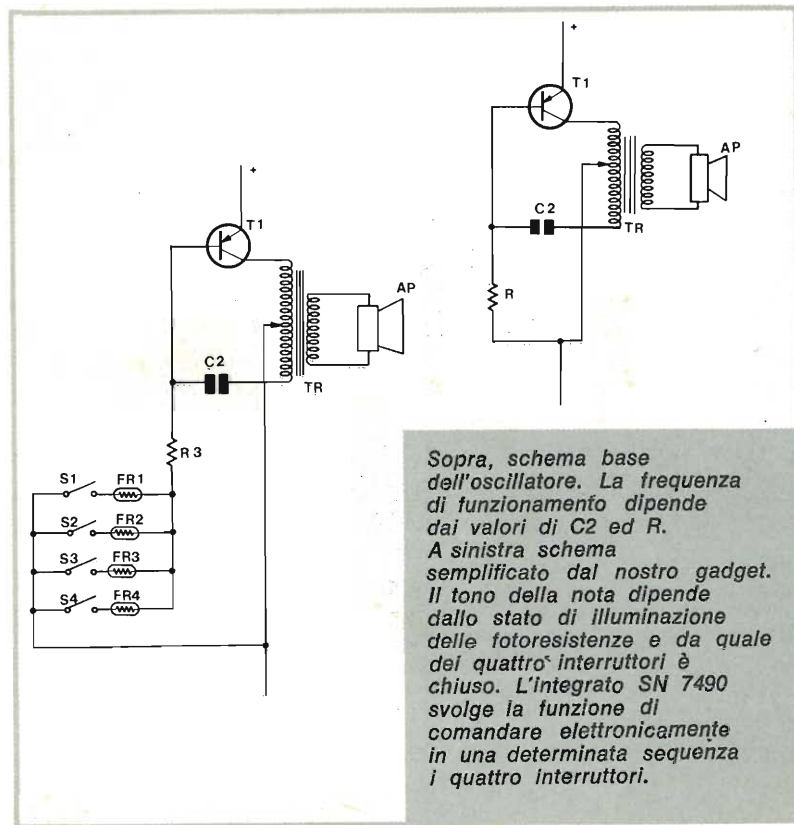 +
T1
AP
C2
TR
R
+
T1
AP
C2
TR
R3
S1 FR1
S2 FR2
S3 FR3
S4 FR4
Sopra, schema base
dell'oscillatore. La frequenza
di funzionamento dipende
dai valori di C2 ed R.
A sinistra schema
semplificato dal nostro gadget.
Il tono della nota dipende
dallo stato di illuminazione
delle fotoresistenze e da quale
dei quattro interruttori è
chiuso. L'integrato SN 7490
svolge la funzione di
comandare elettronicamente
in una determinata sequenza
i quattro interruttori.